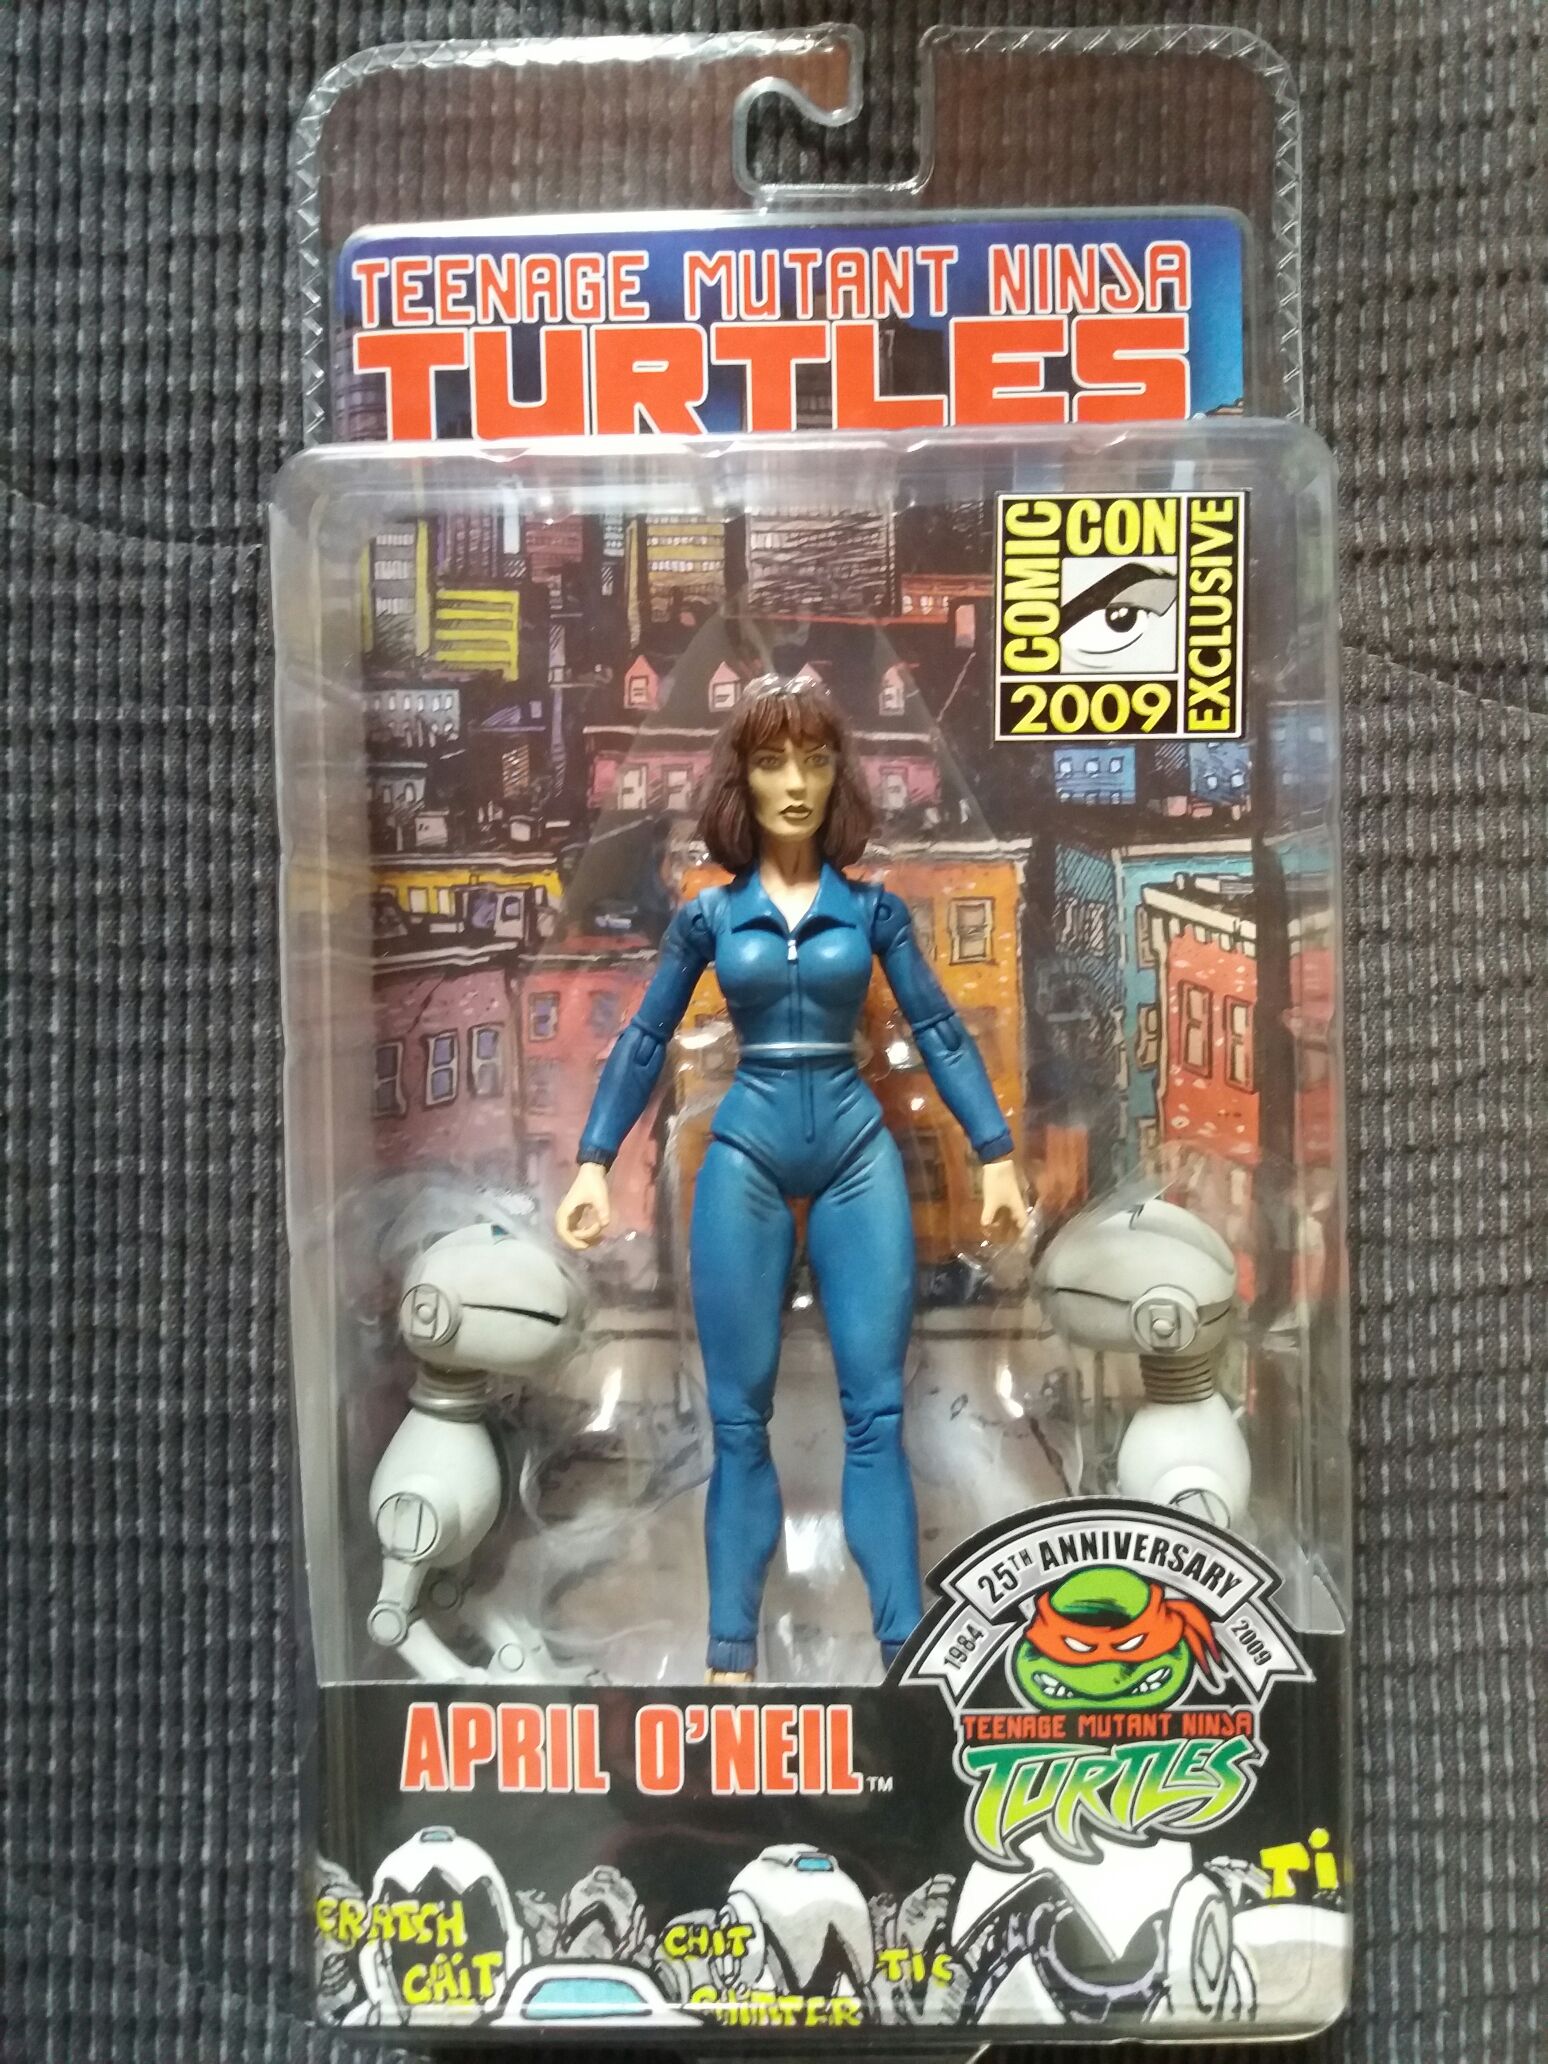 TEENAGE MUTANT NINJA
TURTLES
COMIC
CON
EXCLUSIVE
2009
25TH ANNIVERSARY
1984
2009
TEENAGE MUTANT NINJA
TURTLES
APRIL O'NEIL™
CHIT
CHIT
TIC